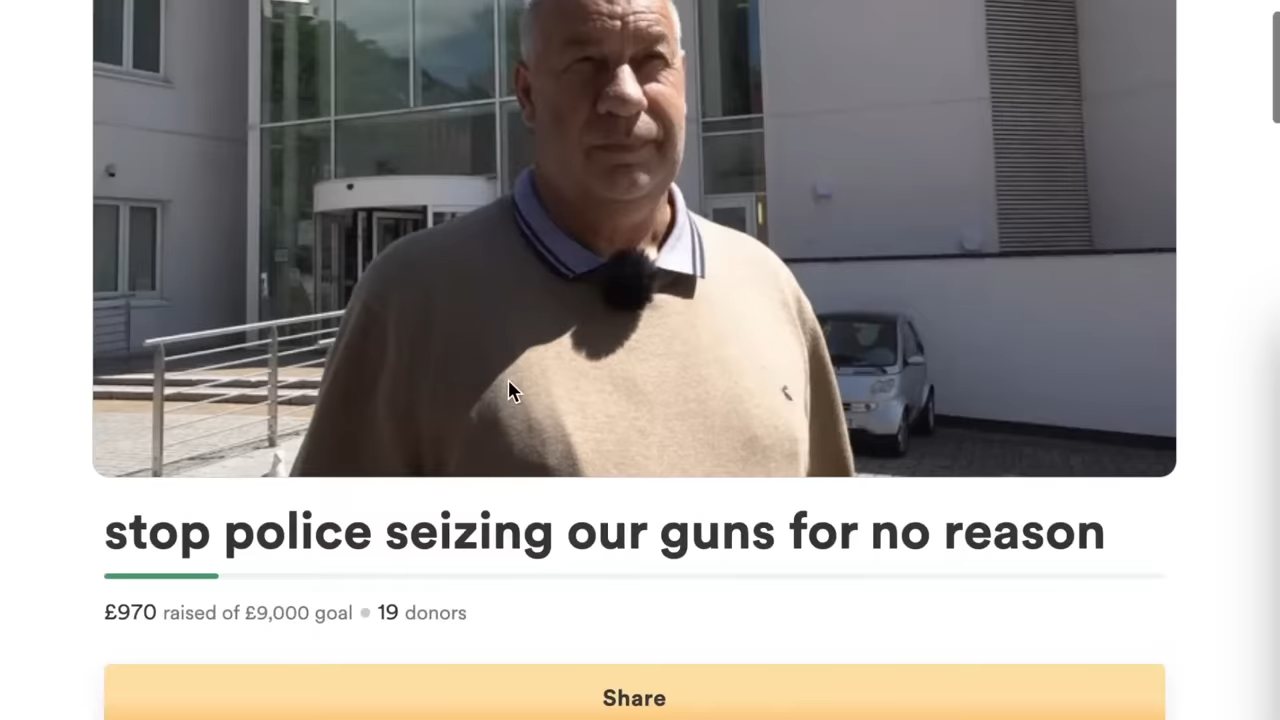 stop police seizing our guns for no reason
£970 raised of £9,000 goal • 19 donors
Share